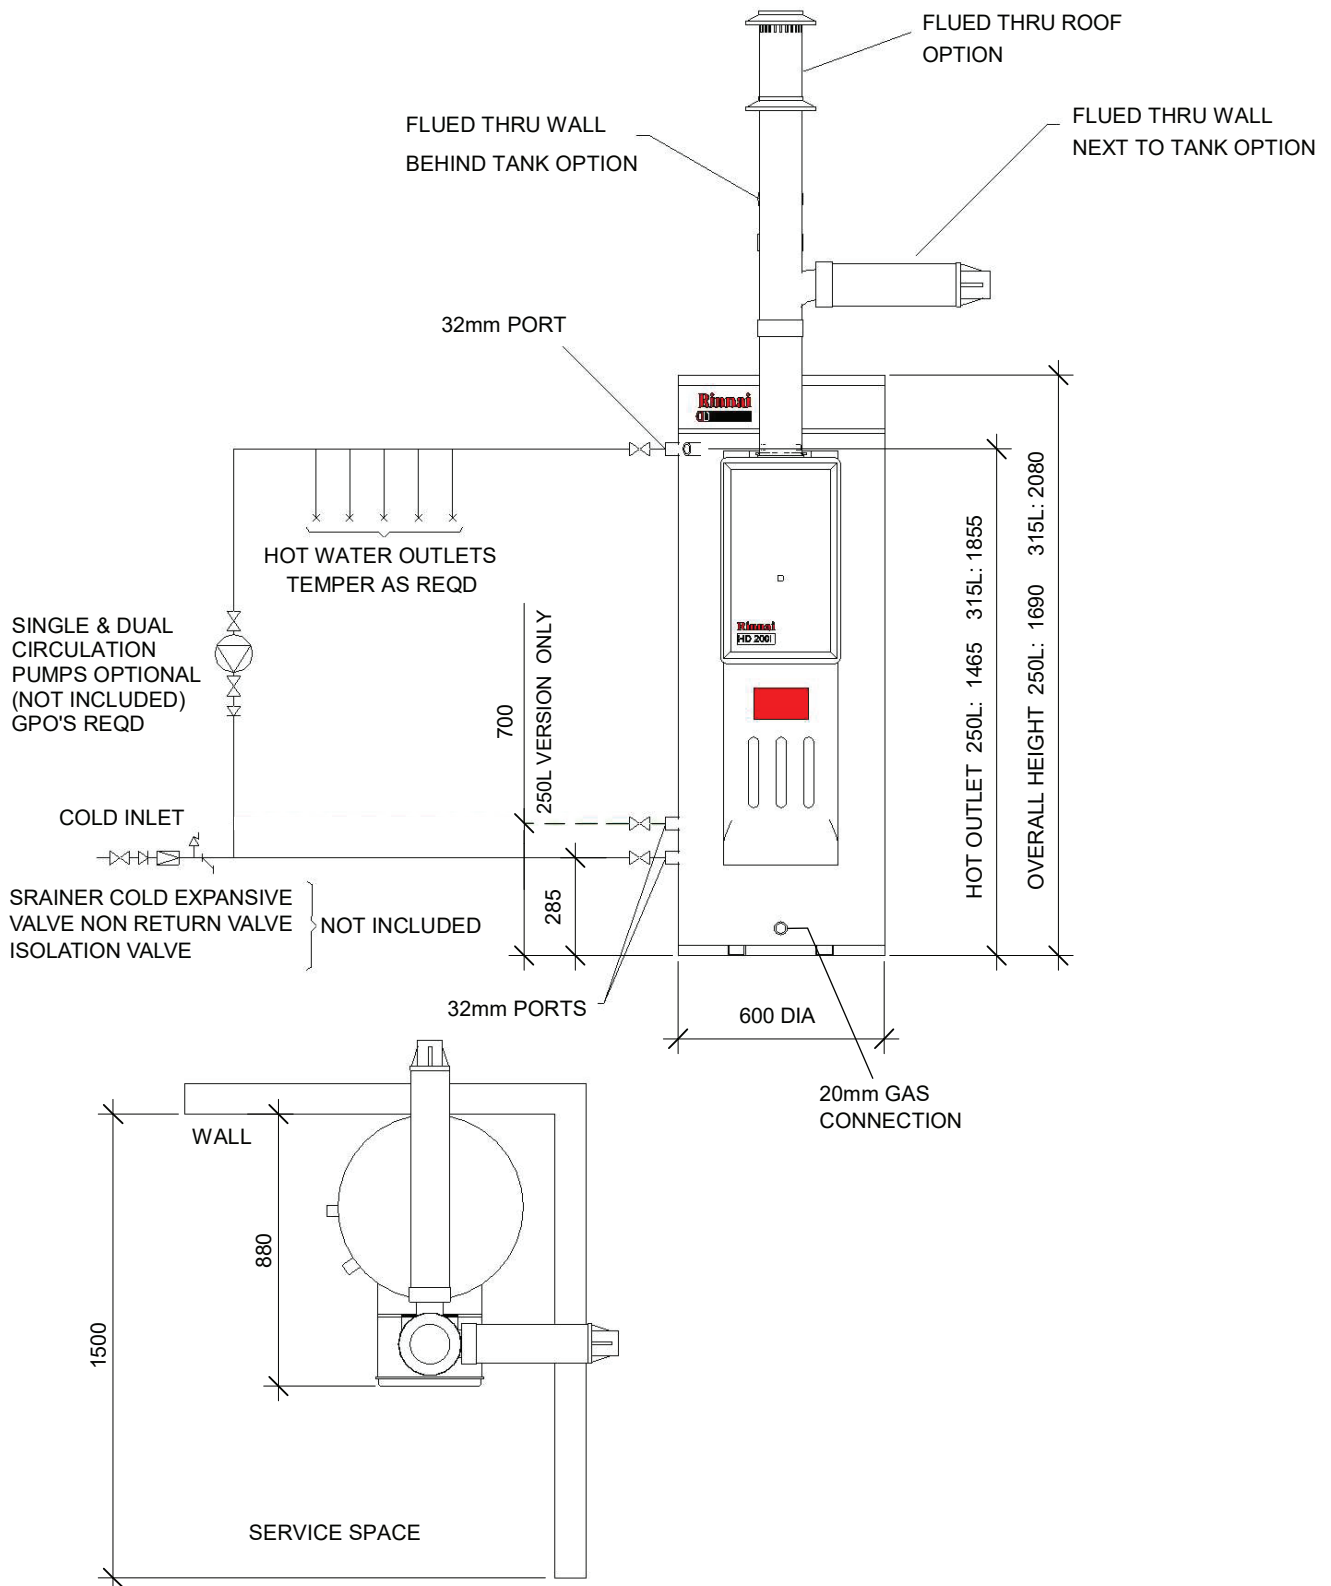 FLUED THRU ROOF
OPTION
FLUED THRU WALL
BEHIND TANK OPTION
FLUED THRU WALL
NEXT TO TANK OPTION
32mm PORT
Rinnai
HOT WATER OUTLETS
TEMPER AS REQD
SINGLE & DUAL
CIRCULATION
PUMPS OPTIONAL
(NOT INCLUDED)
GPO'S REQD
700
250L VERSION ONLY
Rinnai
HD 200i
HOT OUTLET 250L: 1465 315L: 1855
OVERALL HEIGHT 250L: 1690 315L: 2080
COLD INLET
SRAINER COLD EXPANSIVE
VALVE NON RETURN VALVE
ISOLATION VALVE
NOT INCLUDED
285
32mm PORTS
600 DIA
20mm GAS
CONNECTION
WALL
880
1500
SERVICE SPACE